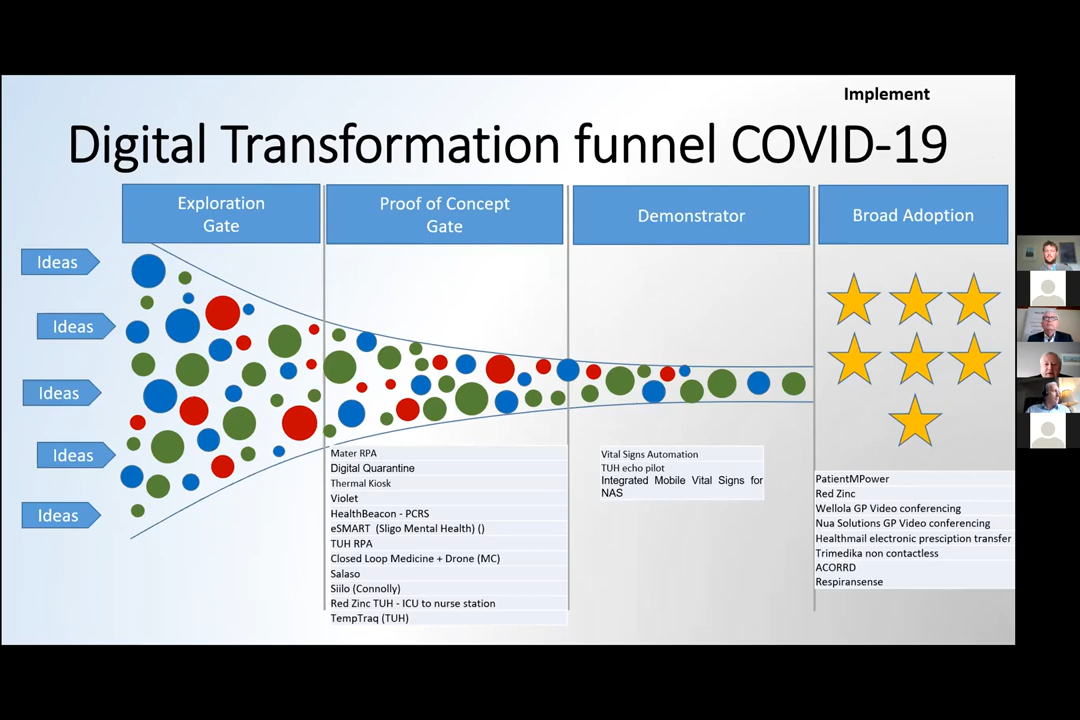 Implement
Digital Transformation funnel COVID-19
Exploration
Gate
Proof of Concept
Gate
Demonstrator
Broad Adoption
Ideas
Ideas
Ideas
Ideas
Ideas
Mater RPA
Digital Quarantine
Thermal Kiosk
Violet
HealthBeacon - PCRS
eSMART (Sligo Mental Health) ()
TUH RPA
Closed Loop Medicine + Drone (MC)
Salaso
Siilo (Connolly)
Red Zinc TUH - ICU to nurse station
TempTraq (TUH)
Vital Signs Automation
TUH echo pilot
Integrated Mobile Vital Signs for
NAS
PatientMPower
Red Zinc
Wellola GP Video conferencing
Nua Solutions GP Video conferencing
Healthmail electronic presciption transfer
Trimedika non contactless
ACORRD
Respiransense